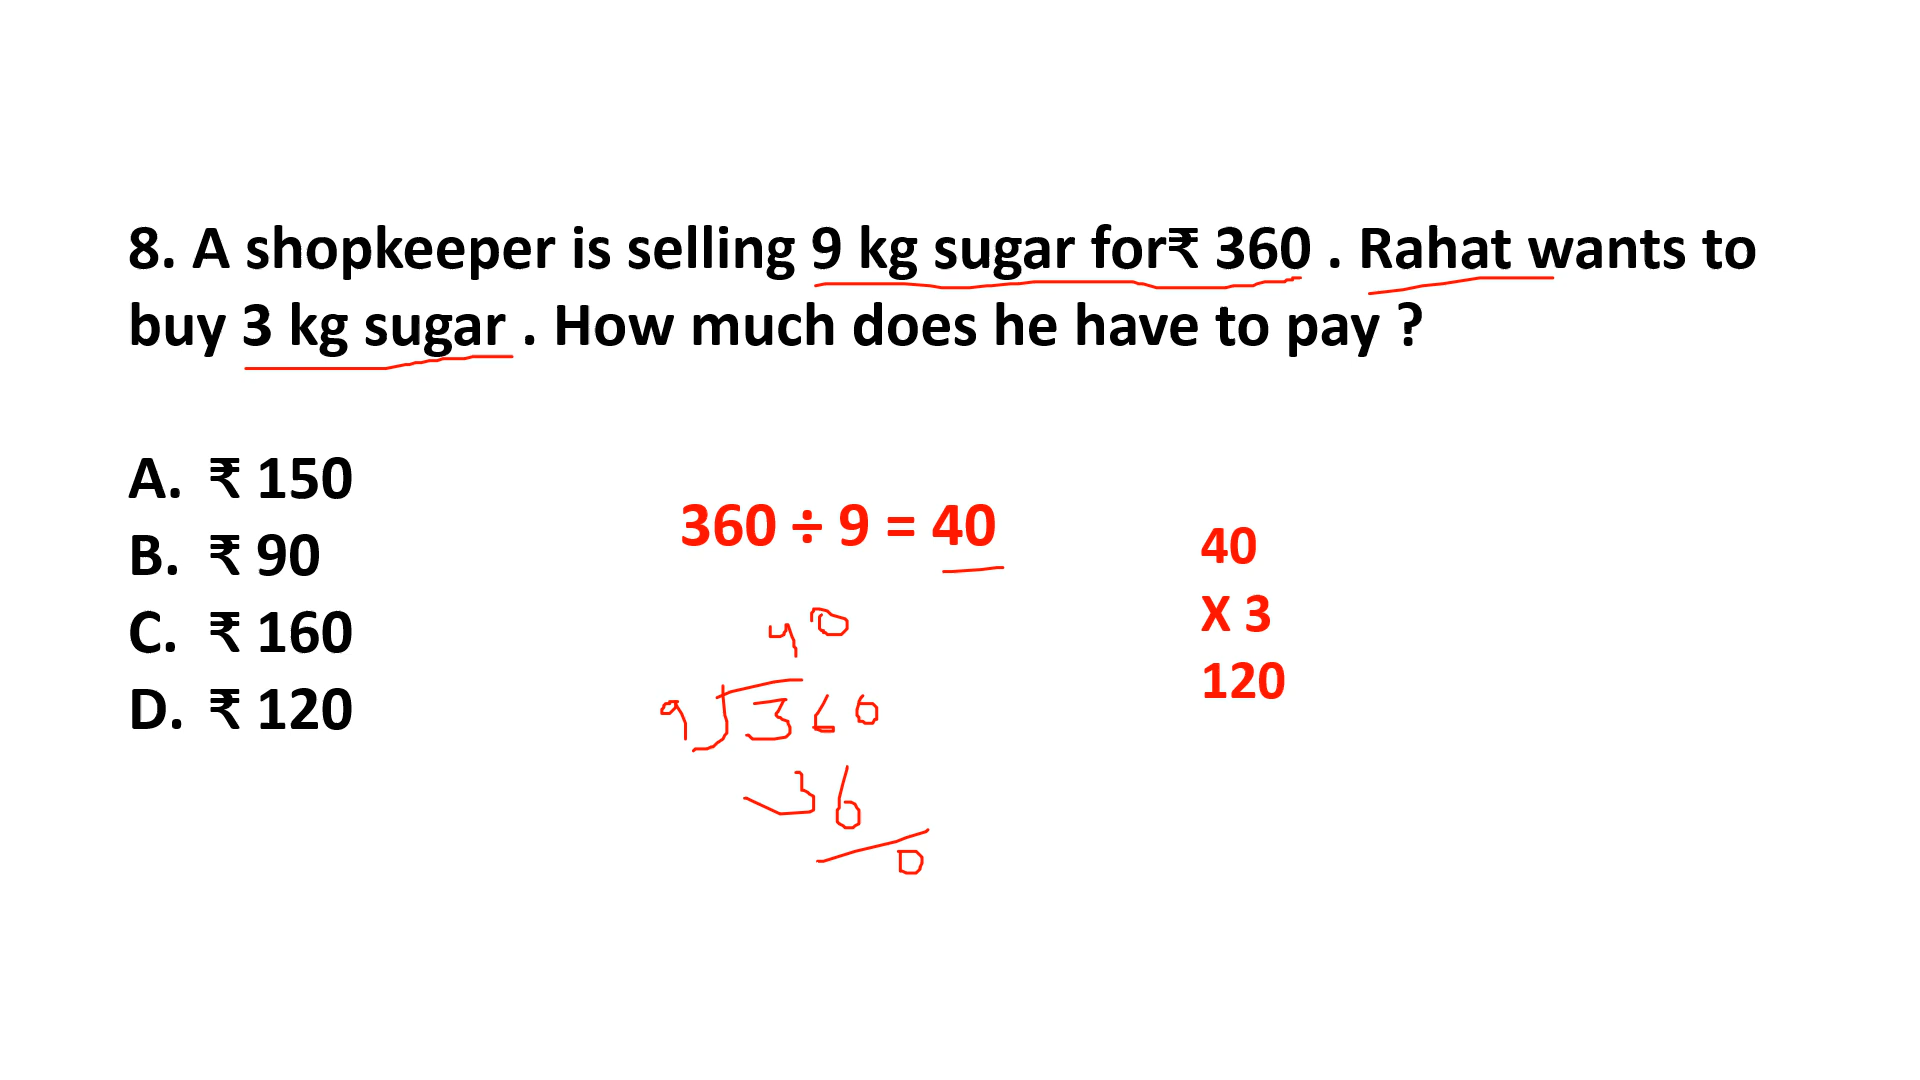 8. A shopkeeper is selling 9 kg sugar for₹ 360 . Rahat wants to
buy 3 kg sugar . How much does he have to pay ?
A. ₹ 150
B. ₹ 90
C. ₹ 160
D. ₹ 120
360 ÷ 9 = 40
40
9 360
36
0
40
X 3
120